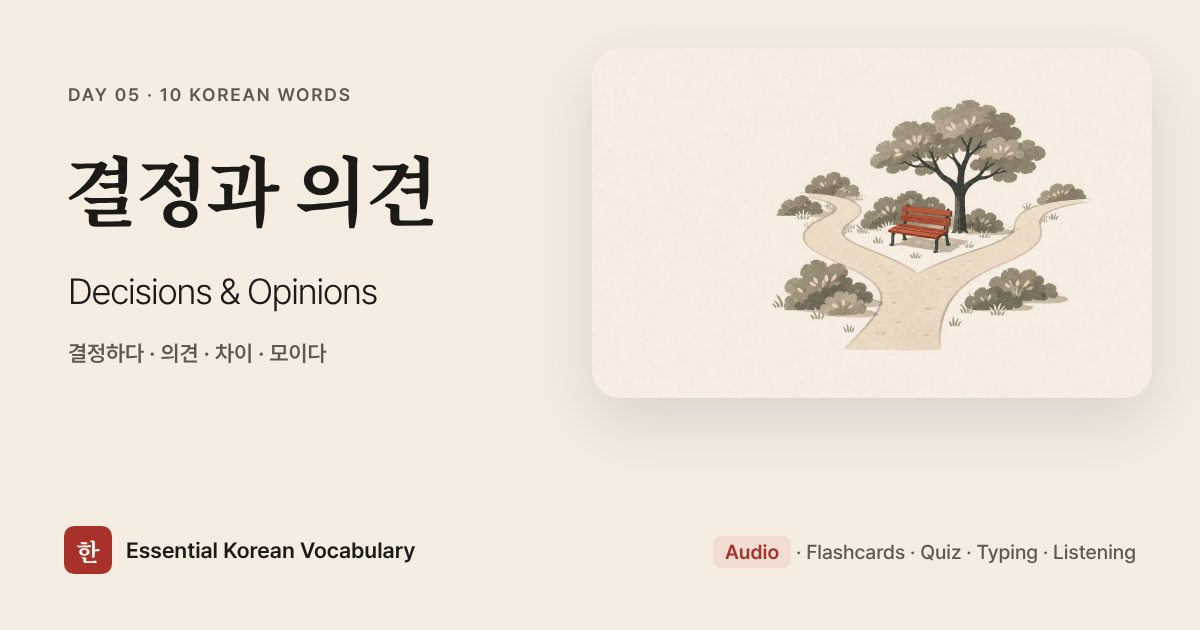 DAY 05 · 10 KOREAN WORDS
결정과 의견
Decisions & Opinions
결정하다 · 의견 · 차이 · 모이다
한 Essential Korean Vocabulary
Audio · Flashcards · Quiz · Typing · Listening